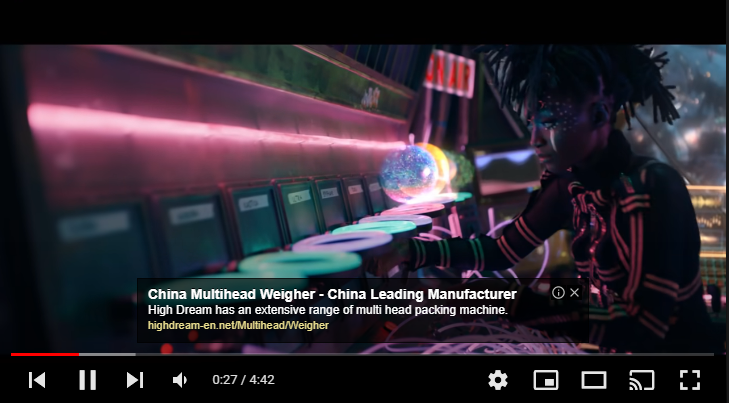 China Multihead Weigher - China Leading Manufacturer
High Dream has an extensive range of multi head packing machine.
highdream-en.net/Multihead/Weigher
0:27 / 4:42